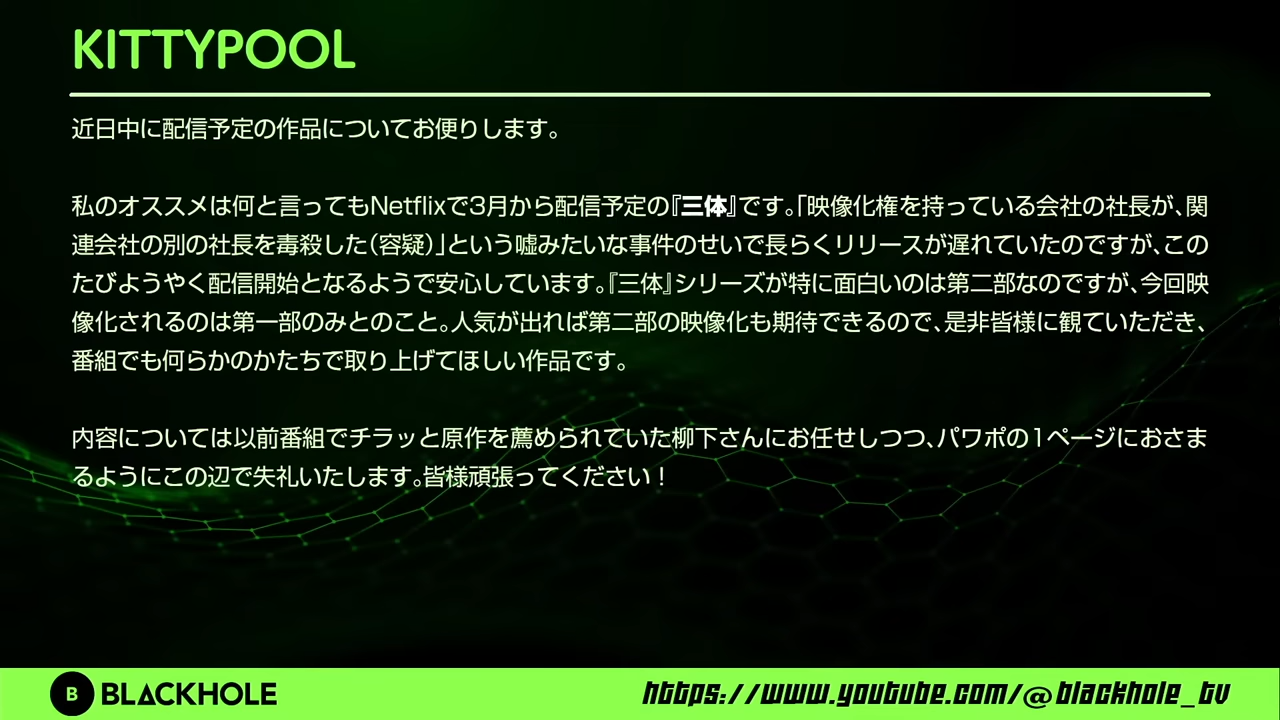 KITTYPOOL
近日中に配信予定の作品についてお便りします。
私のオススメは何と言ってもNetflixで3月から配信予定の『三体』です。「映像化権を持っている会社の社長が、関
連会社の別の社長を毒殺した（容疑）」という嘘みたいな事件のせいで長らくリリースが遅れていたのですが、この
たびようやく配信開始となるようで安心しています。『三体』シリーズが特に面白いのは第二部なのですが、今回映
像化されるのは第一部のみとのこと。人気が出れば第二部の映像化も期待できるので、是非皆様に観ていただき、
番組でも何らかのかたちで取り上げてほしい作品です。
内容については以前番組でチラッと原作を薦められていた柳下さんにお任せしつつ、パワポの1ページにおさま
るようにこの辺で失礼いたします。皆様頑張ってください！
B BLACKHOLE
https://www.youtube.com/@blackhole_tv